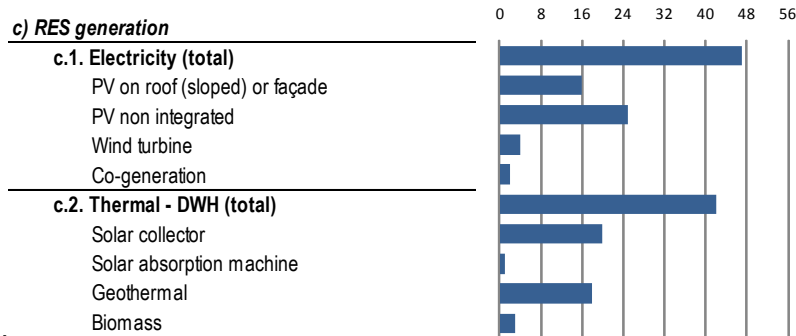 0 8 16 24 32 40 48 56
c) RES generation
c.1. Electricity (total)
PV on roof (sloped) or façade
PV non integrated
Wind turbine
Co-generation
c.2. Thermal - DWH (total)
Solar collector
Solar absorption machine
Geothermal
Biomass